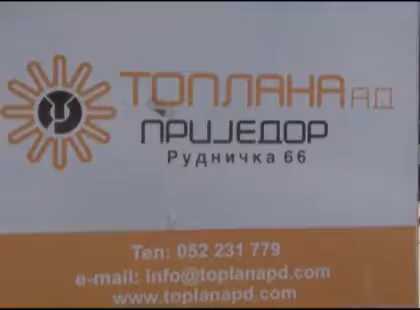 ТОПЛАНА АД
ПРИЈЕДОР
Рудничка 66
Тел: 052 231 779
e-mail: info@toplanapd.com
www.toplanapd.com